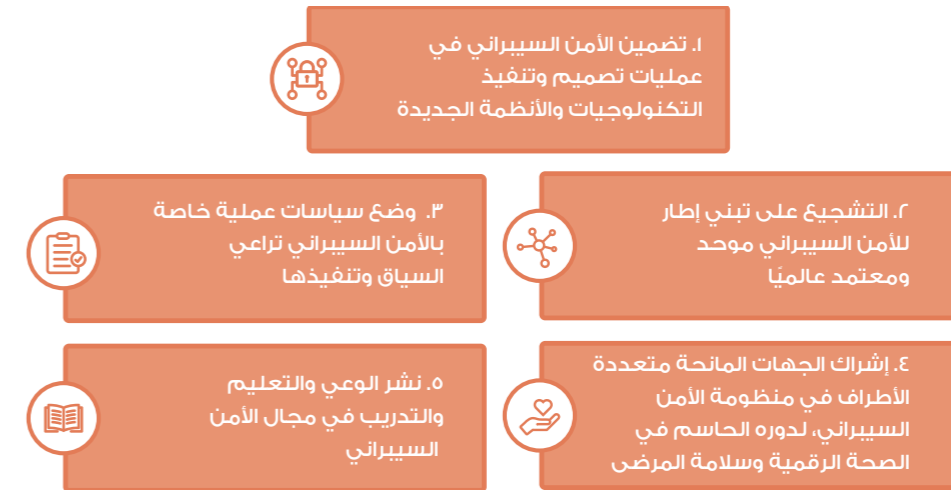 ١. تضمين الأمن السيبراني في
عمليات تصميم وتنفيذ
التكنولوجيات والأنظمة الجديدة
٢. التشجيع على تبني إطار
للأمن السيبراني موحد
ومعتمد عالميًا
٣. وضع سياسات عملية خاصة
بالأمن السيبراني تراعي
السياق وتنفيذها
٤. إشراك الجهات المانحة متعددة
الأطراف في منظومة الأمن
السيبراني، لدوره الحاسم في
الصحة الرقمية وسلامة المرضى
٥. نشر الوعي والتعليم
والتدريب في مجال الأمن
السيبراني